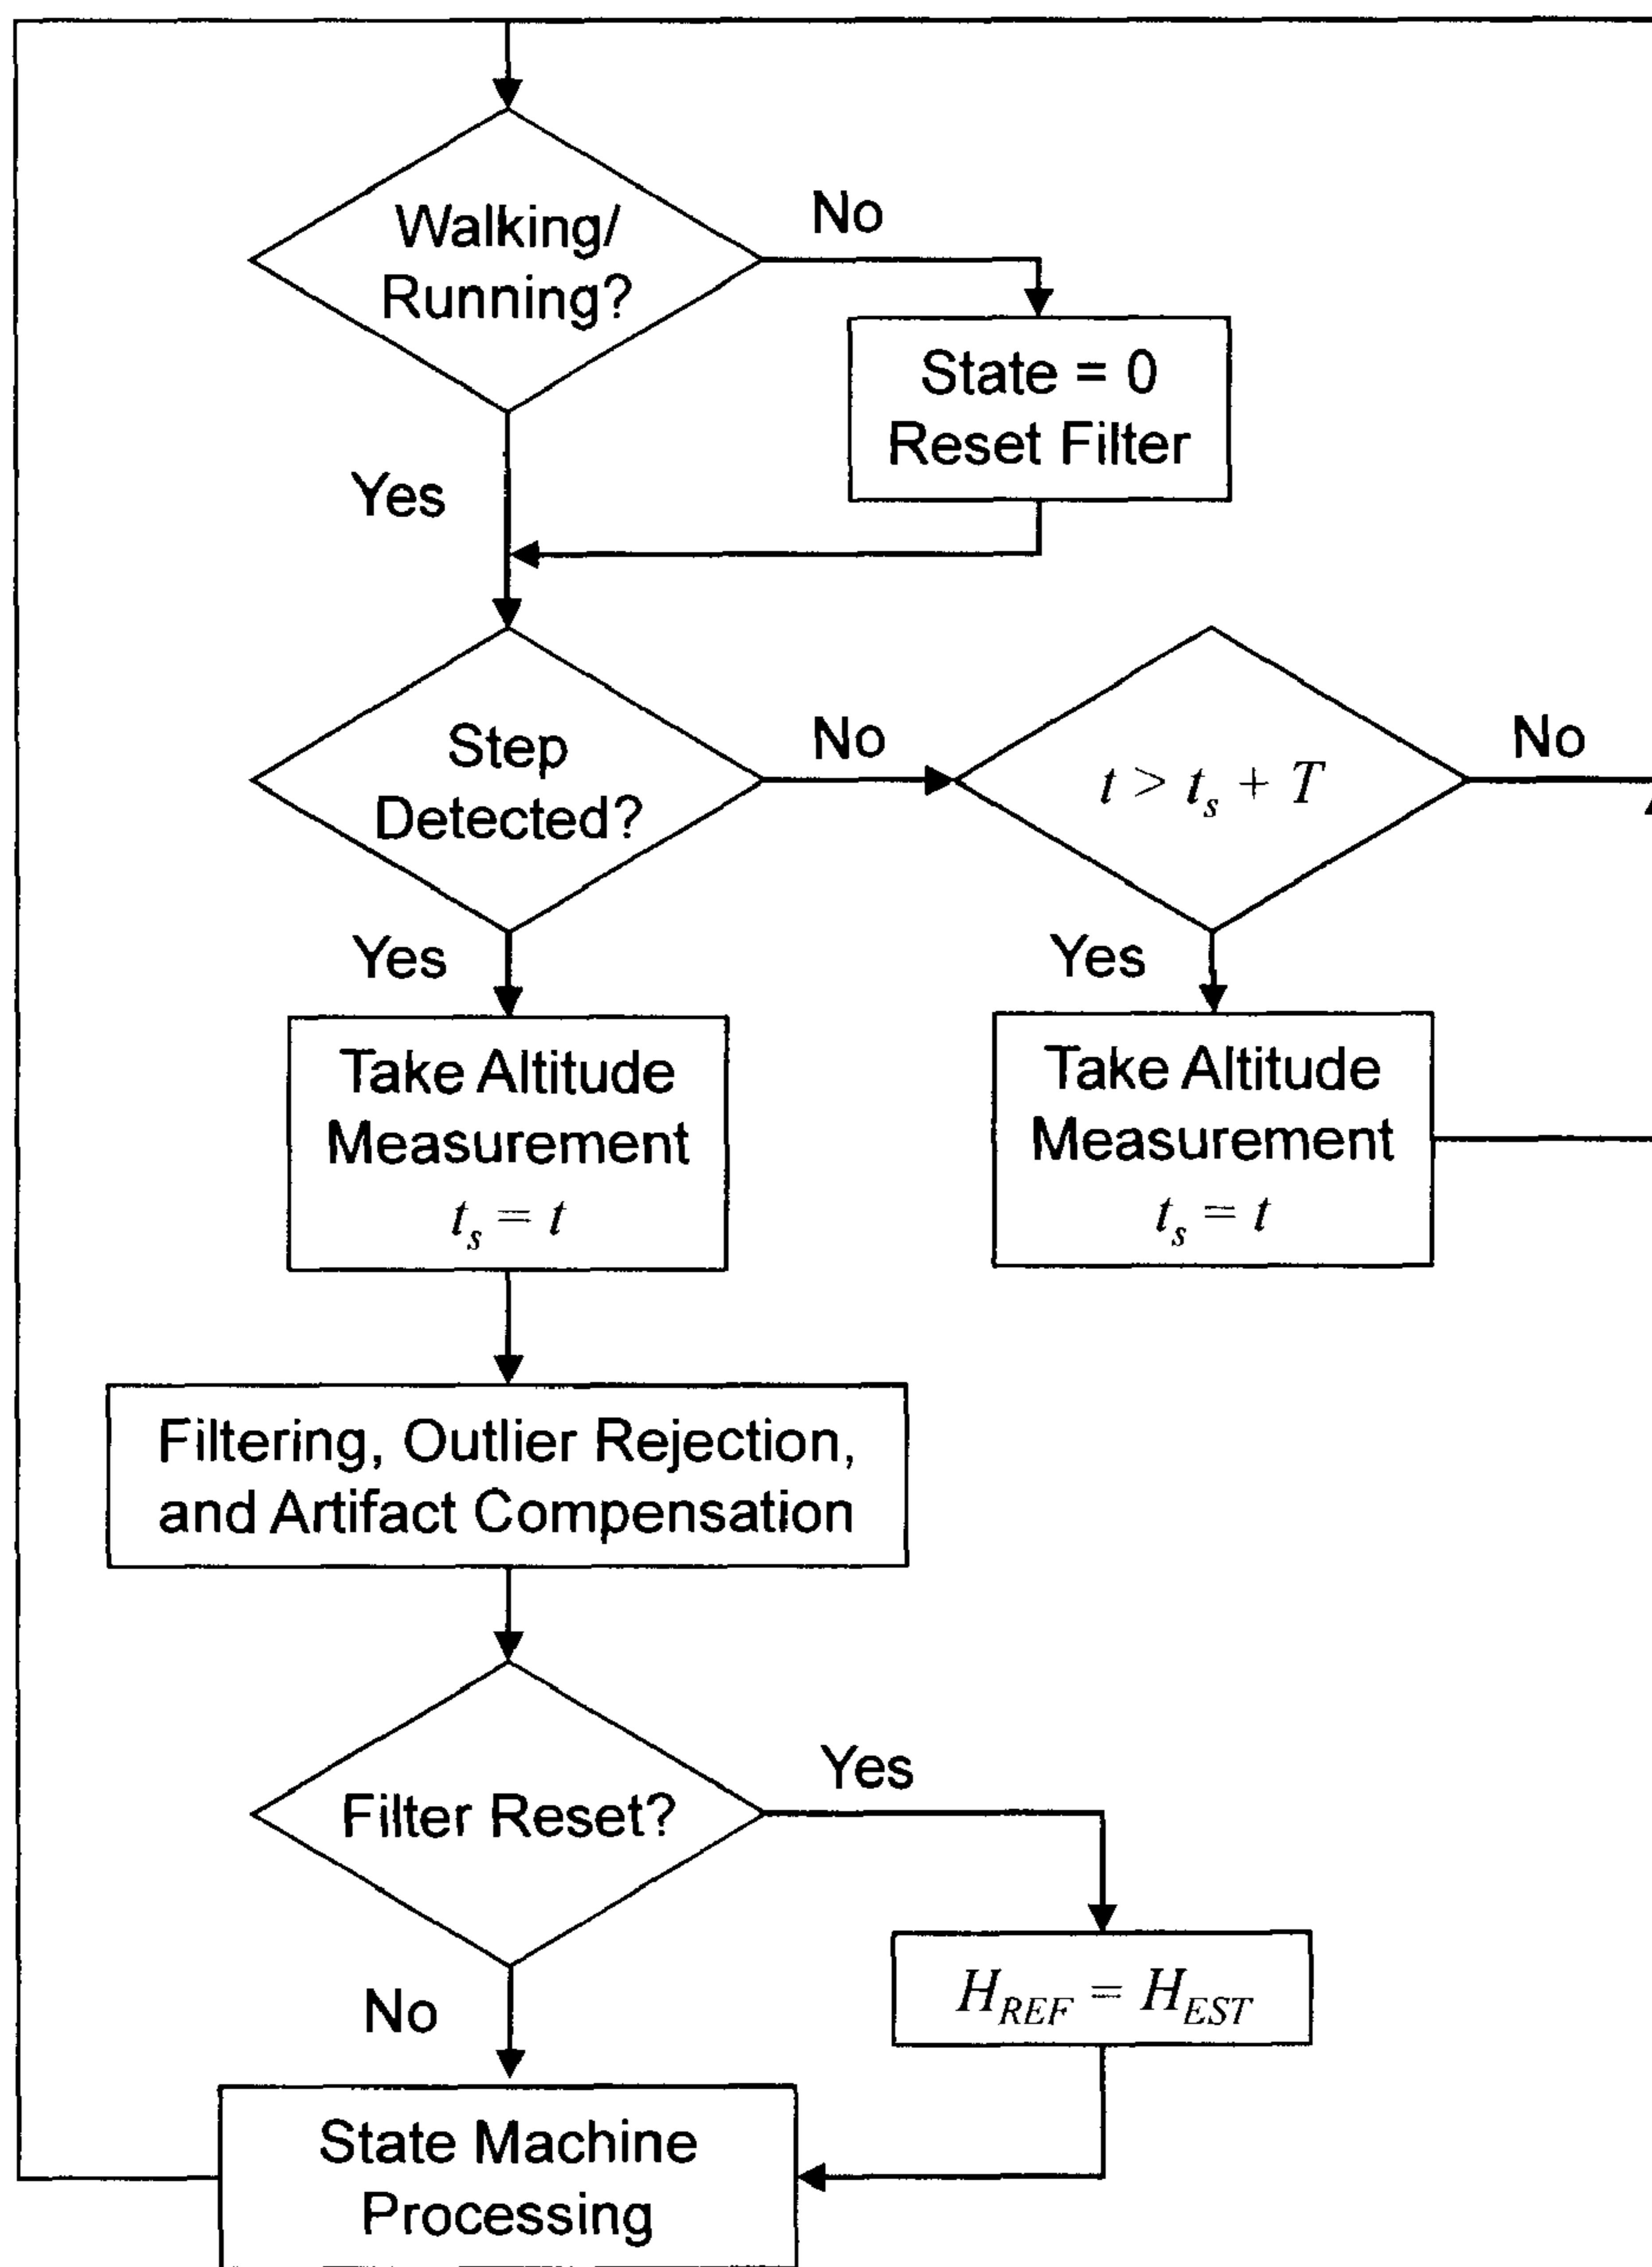 Walking/
Running?
No
State = 0
Reset Filter
Yes
Step
Detected?
No
t > t_s + T
No
Yes
Take Altitude
Measurement
t_s = t
Yes
Take Altitude
Measurement
t_s = t
Filtering, Outlier Rejection,
and Artifact Compensation
Filter Reset?
Yes
H_REF = H_EST
No
State Machine
Processing